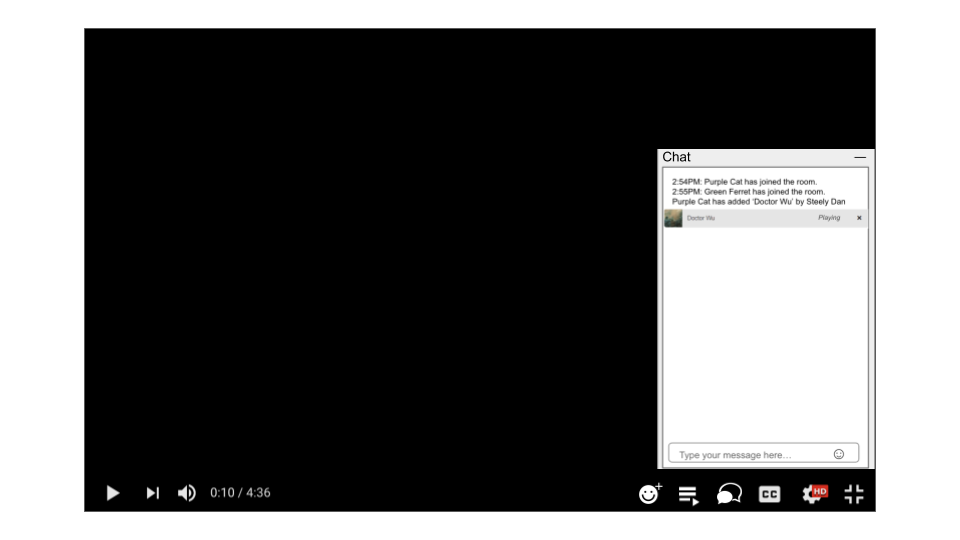 Chat
2:54PM: Purple Cat has joined the room.
2:55PM: Green Ferret has joined the room.
Purple Cat has added 'Doctor Wu' by Steely Dan
Doctor Wu Playing ×
Type your message here...
0:10 / 4:36 CC HD